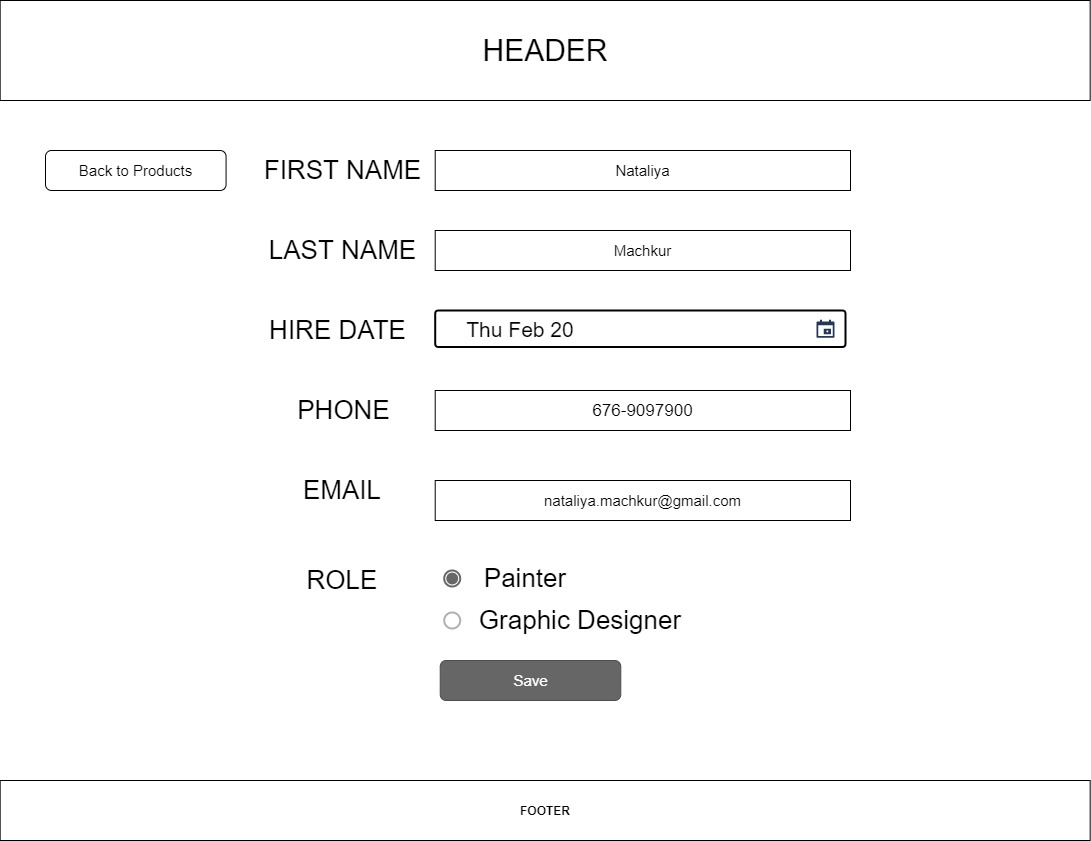 HEADER
Back to Products
FIRST NAME
Nataliya
LAST NAME
Machkur
HIRE DATE
Thu Feb 20
PHONE
676-9097900
EMAIL
nataliya.machkur@gmail.com
ROLE
Painter
Graphic Designer
Save
FOOTER